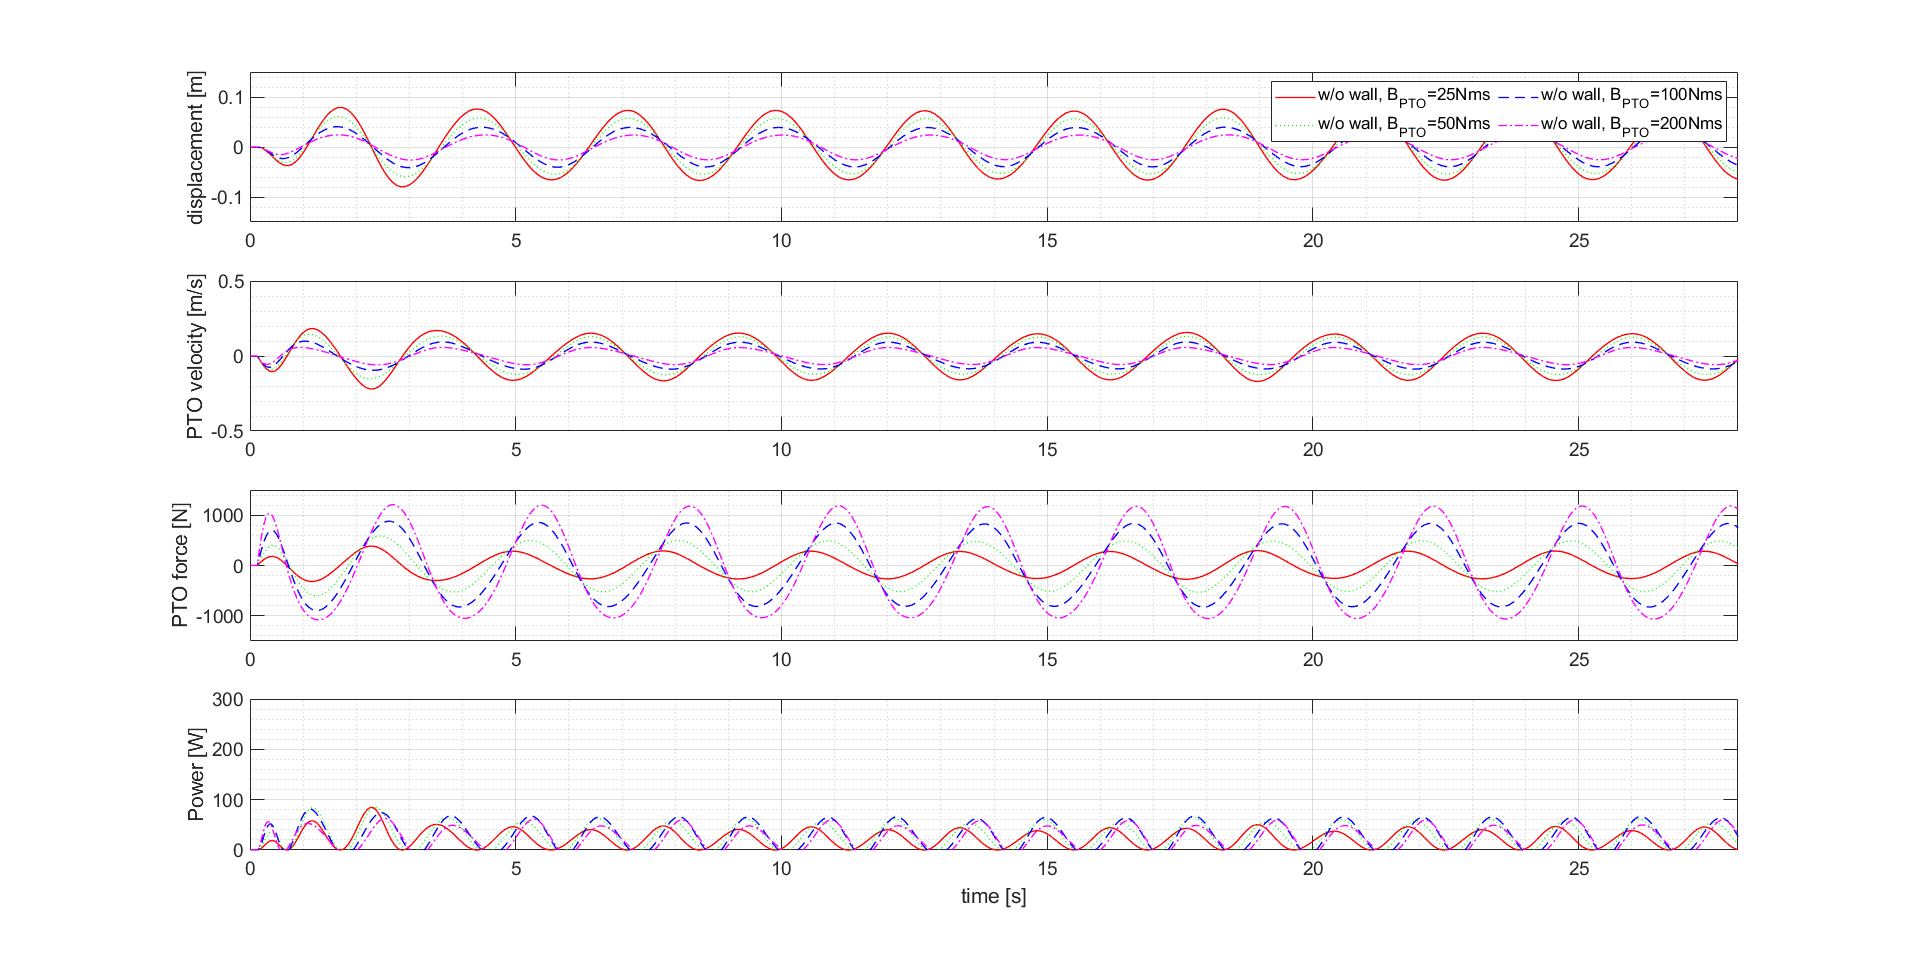 displacement [m]
0.1
0
-0.1
w/o wall, B_PTO=25Nms
w/o wall, B_PTO=100Nms
w/o wall, B_PTO=50Nms
w/o wall, B_PTO=200Nms
0 5 10 15 20 25
PTO velocity [m/s]
0.5
0
-0.5
0 5 10 15 20 25
PTO force [N]
1000
0
-1000
0 5 10 15 20 25
Power [W]
300
200
100
0
0 5 10 15 20 25
time [s]